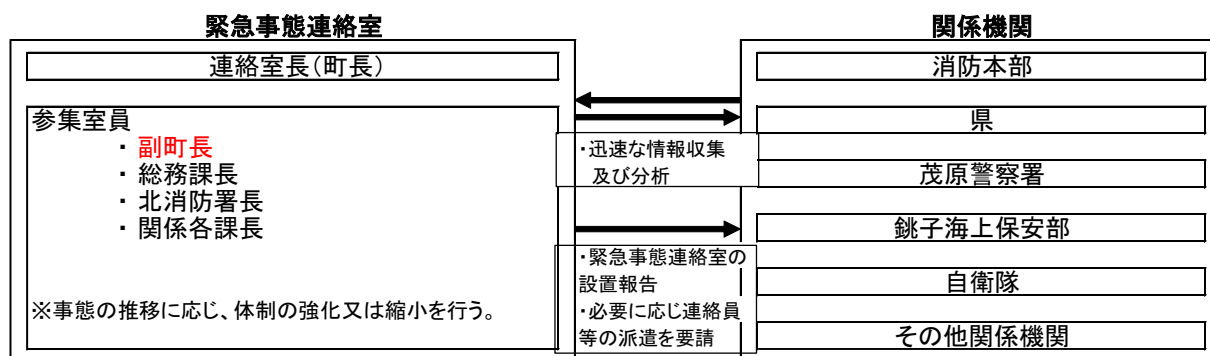 緊急事態連絡室
連絡室長(町長)
参集室員
・ 副町長
・ 総務課長
・ 北消防署長
・ 関係各課長
※事態の推移に応じ、体制の強化又は縮小を行う。
・迅速な情報収集
及び分析
・緊急事態連絡室の
設置報告
・必要に応じ連絡員
等の派遣を要請
関係機関
消防本部
県
茂原警察署
銚子海上保安部
自衛隊
その他関係機関